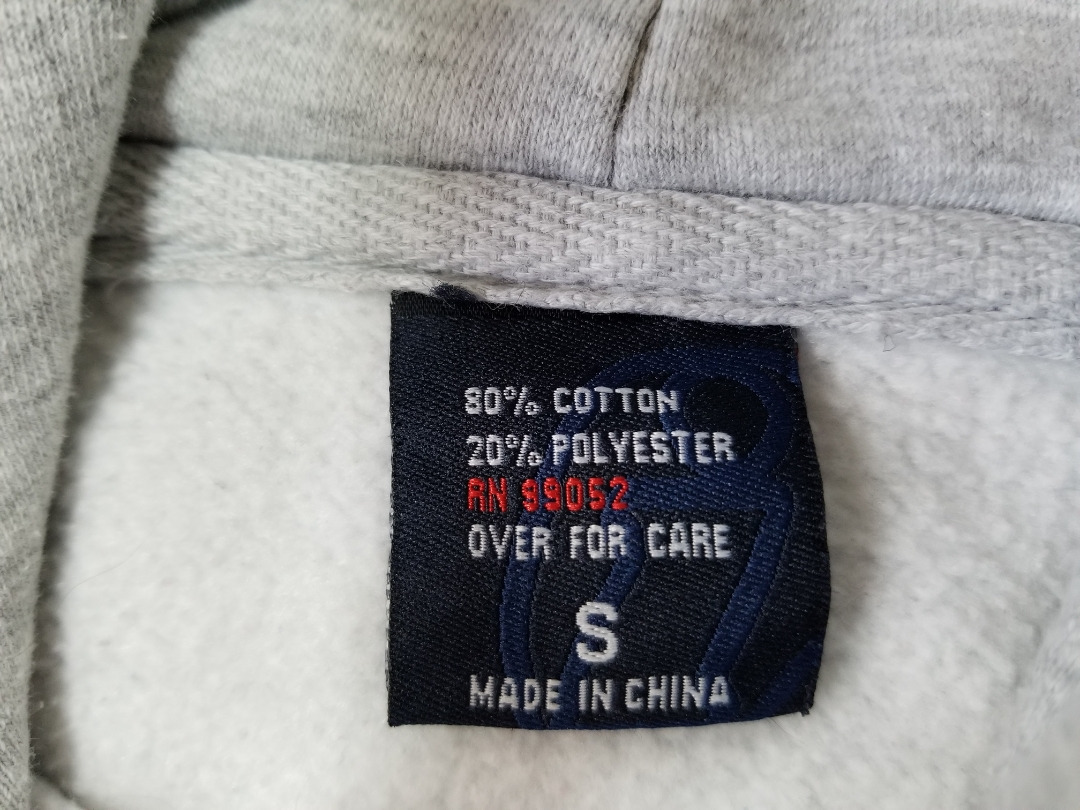 80% COTTON
20% POLYESTER
RN 99052
OVER FOR CARE
S
MADE IN CHINA